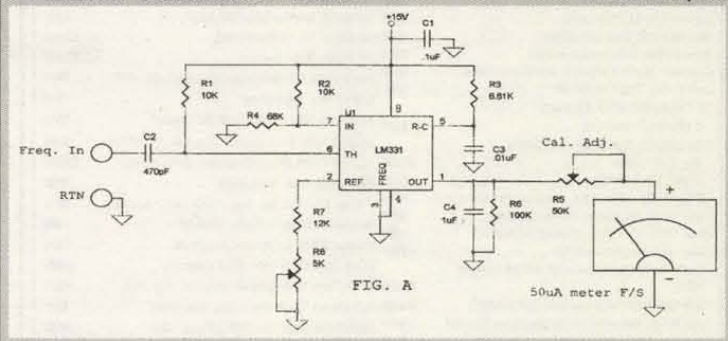 +15V
C1
.1uF
R1
10K
R2
10K
R3
6.81K
R4 68K
U1
8
7
IN
R-C
5
Freq. In
C2
470pF
6
TH
LM331
C3
.01uF
Cal. Adj.
RTN
2
REF
FREQ
OUT
1
3
4
R7
12K
C4
1uF
R6
100K
R5
50K
+
R8
5K
FIG. A
50uA meter F/S
-